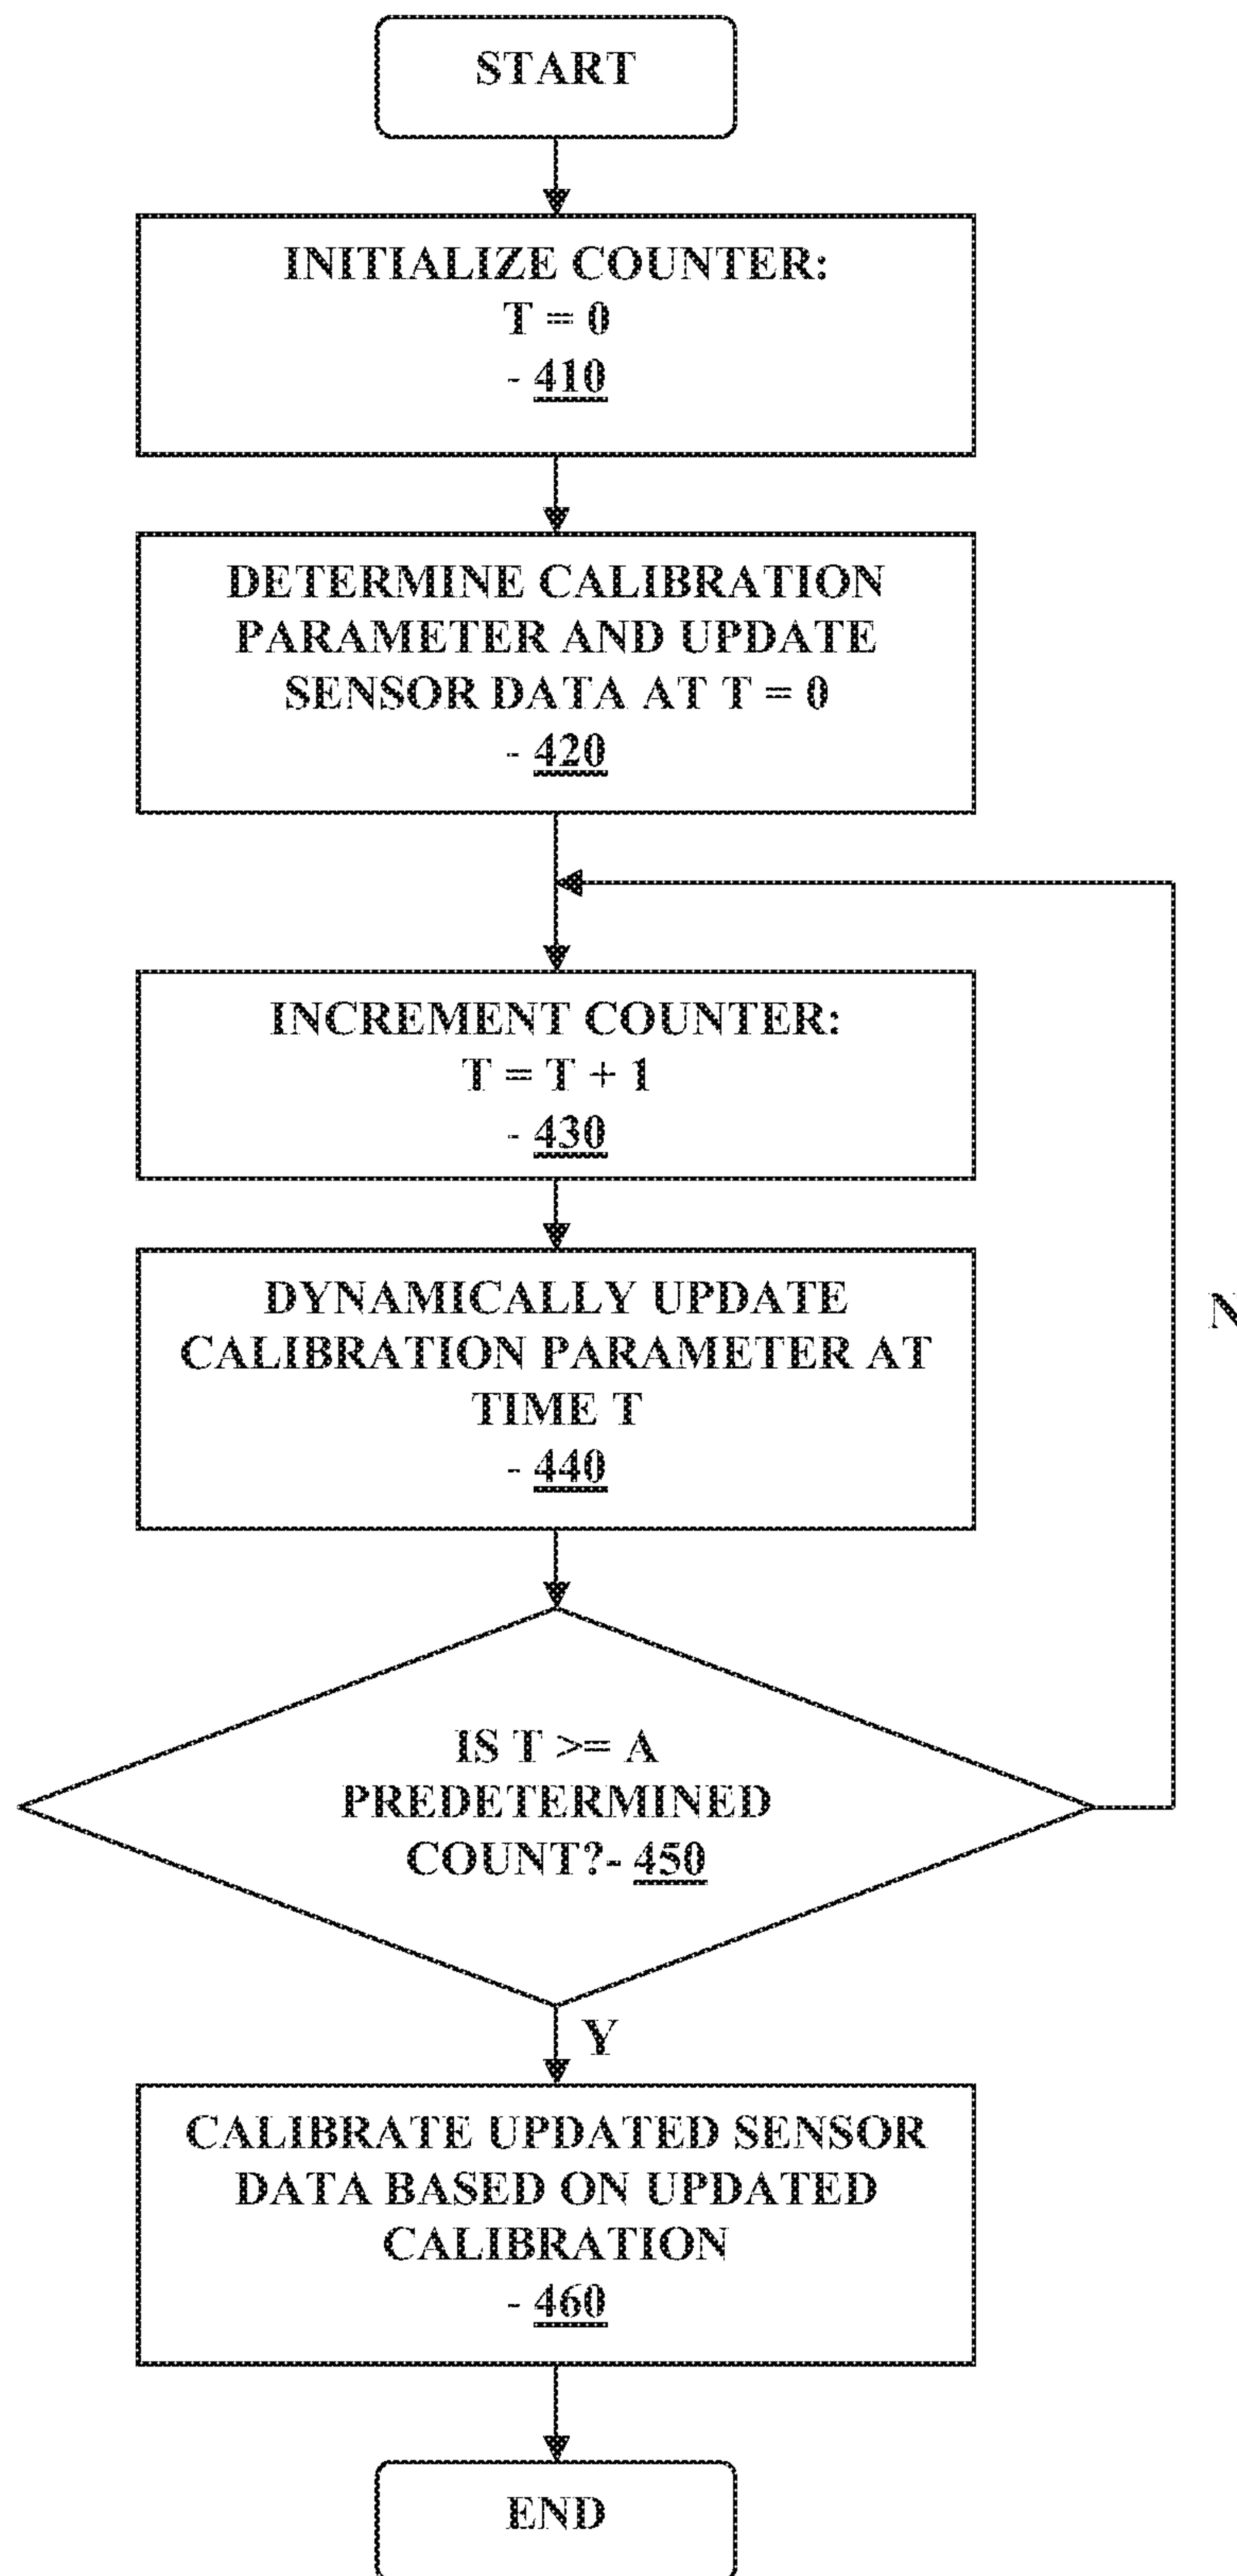 START
INITIALIZE COUNTER:
T = 0
- 410
DETERMINE CALIBRATION
PARAMETER AND UPDATE
SENSOR DATA AT T = 0
- 420
INCREMENT COUNTER:
T = T + 1
- 430
DYNAMICALLY UPDATE
CALIBRATION PARAMETER AT
TIME T
- 440
N
IS T >= A
PREDETERMINED
COUNT?- 450
Y
CALIBRATE UPDATED SENSOR
DATA BASED ON UPDATED
CALIBRATION
- 460
END